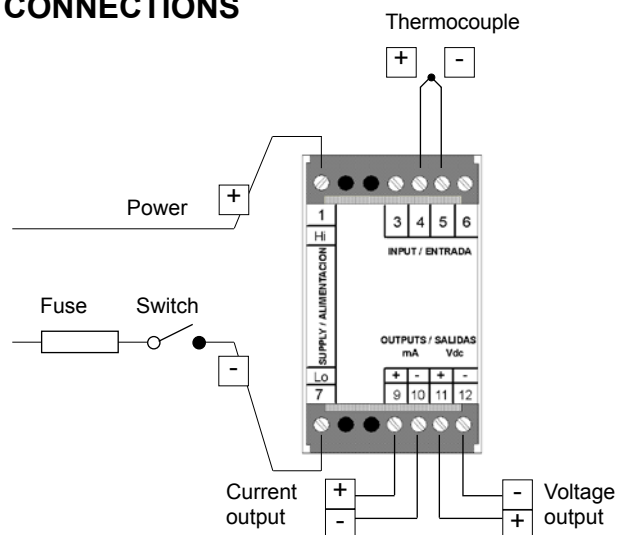 CONNECTIONS
Thermocouple
+ -
Power +
1 3 4 5 6
Hi
INPUT / ENTRADA
SUPPLY / ALIMENTACION
Fuse Switch
-
OUTPUTS / SALIDAS
mA Vdc
Lo + - + -
7 9 10 11 12
Current + - Voltage
output - + output